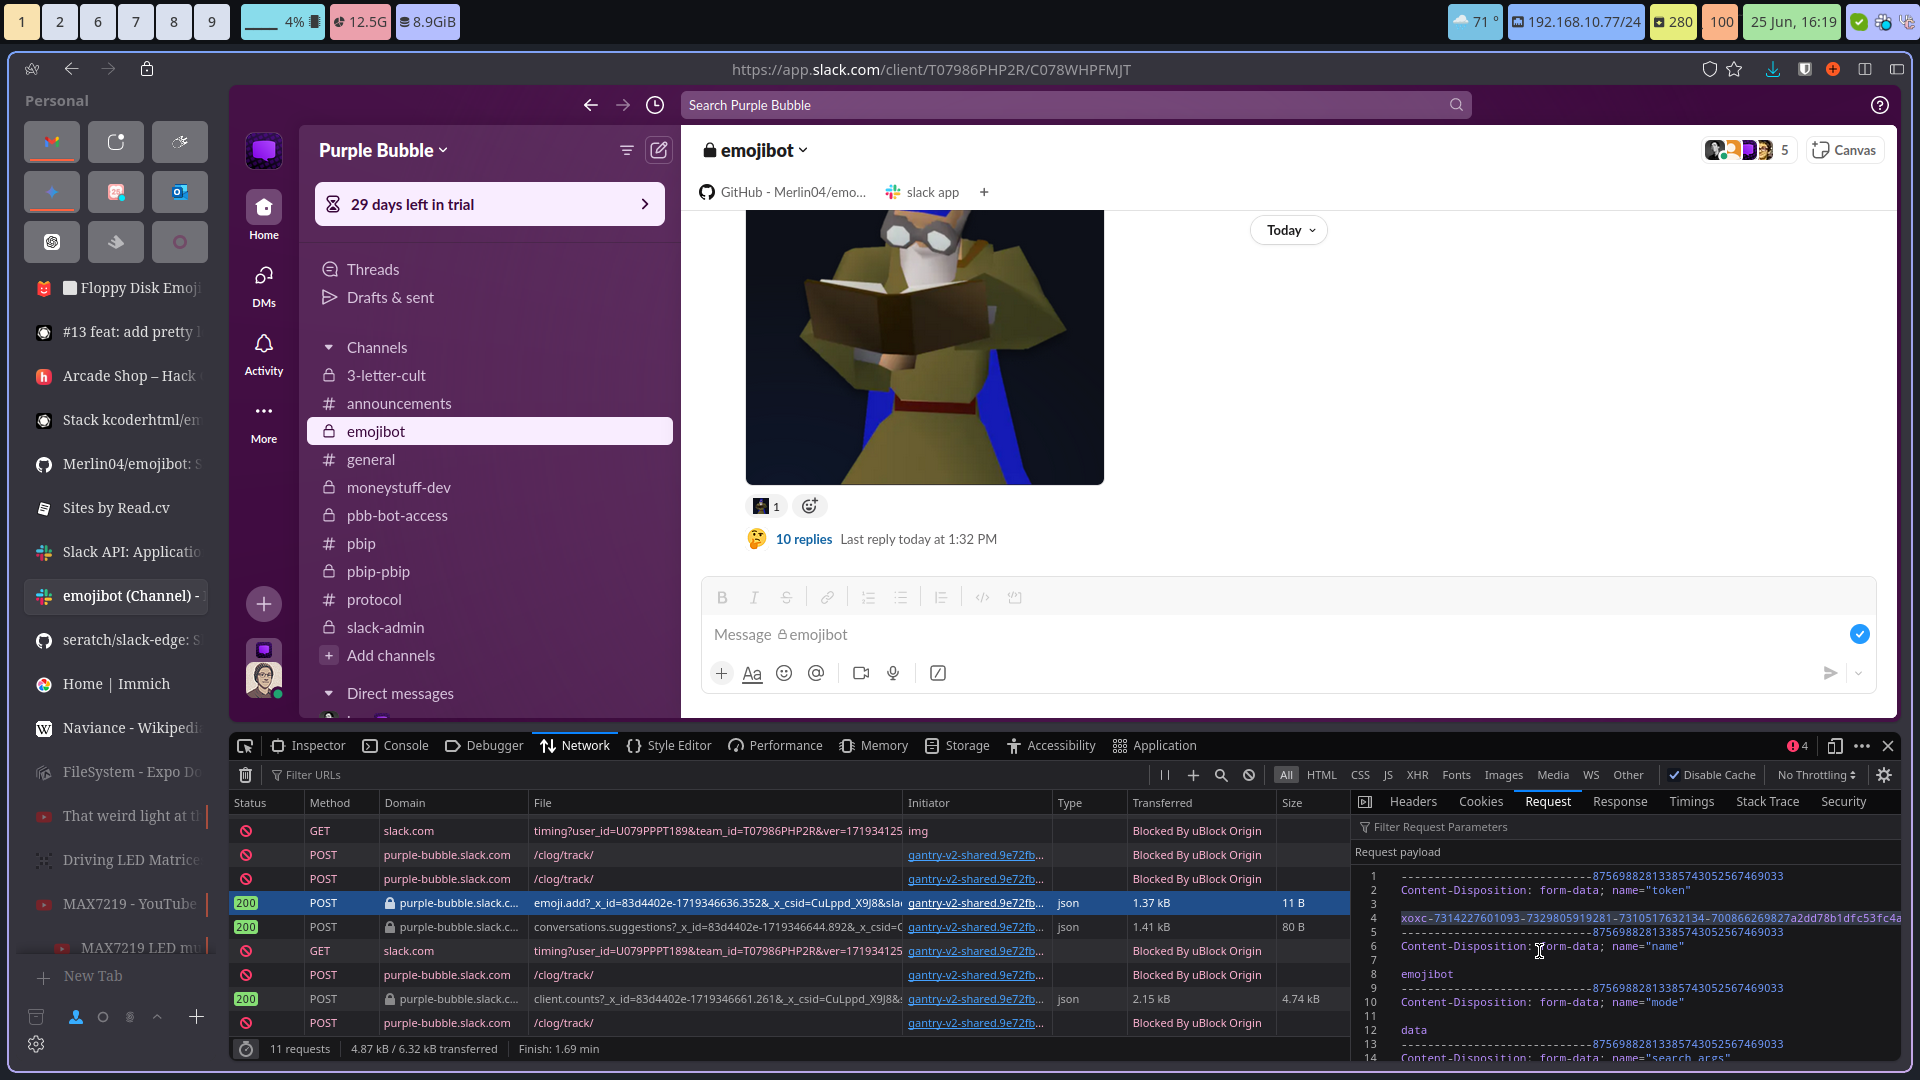 1 2 6 7 8 9 4% 12.5G 8.9GiB 71 ° 192.168.10.77/24 280 100 25 Jun, 16:19
https://app.slack.com/client/T07986PHP2R/C078WHPFMJT
Personal
Floppy Disk Emoji
#13 feat: add pretty l
Arcade Shop – Hack
Stack kcoderhtml/em
Merlin04/emojibot: S
Sites by Read.cv
Slack API: Applicatio
emojibot (Channel) -
seratch/slack-edge: S
Home | Immich
Naviance - Wikipedi
FileSystem - Expo Do
That weird light at t
Driving LED Matrice
MAX7219 - YouTube
MAX7219 LED m
New Tab
Search Purple Bubble
Home
DMs
Activity
More
Purple Bubble
29 days left in trial
Threads
Drafts & sent
Channels
3-letter-cult
announcements
emojibot
general
moneystuff-dev
pbb-bot-access
pbip
pbip-pbip
protocol
slack-admin
Add channels
Direct messages
emojibot
5 Canvas
GitHub - Merlin04/emo... slack app
Today
1
10 replies Last reply today at 1:32 PM
Message emojibot
Aa
Inspector Console Debugger Network Style Editor Performance Memory Storage Accessibility Application 4
Filter URLs All HTML CSS JS XHR Fonts Images Media WS Other Disable Cache No Throttling
Status Method Domain File Initiator Type Transferred Size
GET slack.com timing?user_id=U079PPPT189&team_id=T07986PHP2R&ver=171934125 img Blocked By uBlock Origin
POST purple-bubble.slack.com /clog/track/ gantry-v2-shared.9e72fb... Blocked By uBlock Origin
POST purple-bubble.slack.com /clog/track/ gantry-v2-shared.9e72fb... Blocked By uBlock Origin
200 POST purple-bubble.slack.c... emoji.add?_x_id=83d4402e-1719346636.352&_x_csid=CuLppd_X9J8&sla gantry-v2-shared.9e72fb... json 1.37 kB 11 B
200 POST purple-bubble.slack.c... conversations.suggestions?_x_id=83d4402e-1719346644.892&_x_csid=C gantry-v2-shared.9e72fb... json 1.41 kB 80 B
GET slack.com timing?user_id=U079PPPT189&team_id=T07986PHP2R&ver=171934125 gantry-v2-shared.9e72fb... Blocked By uBlock Origin
POST purple-bubble.slack.com /clog/track/ gantry-v2-shared.9e72fb... Blocked By uBlock Origin
200 POST purple-bubble.slack.c... client.counts?_x_id=83d4402e-1719346661.261&_x_csid=CuLppd_X9J8&s gantry-v2-shared.9e72fb... json 2.15 kB 4.74 kB
POST purple-bubble.slack.com /clog/track/ gantry-v2-shared.9e72fb... Blocked By uBlock Origin
11 requests 4.87 kB / 6.32 kB transferred Finish: 1.69 min
Headers Cookies Request Response Timings Stack Trace Security
Filter Request Parameters
Request payload
1 -----------------------------87569882813385743052567469033
2 Content-Disposition: form-data; name="token"
3
4 xoxc-7314227601093-7329805919281-7310517632134-700866269827a2dd78b1dfc53fc4a
5 -----------------------------87569882813385743052567469033
6 Content-Disposition: form-data; name="name"
7
8 emojibot
9 -----------------------------87569882813385743052567469033
10 Content-Disposition: form-data; name="mode"
11
12 data
13 -----------------------------87569882813385743052567469033
14 Content-Disposition: form-data; name="search_args"